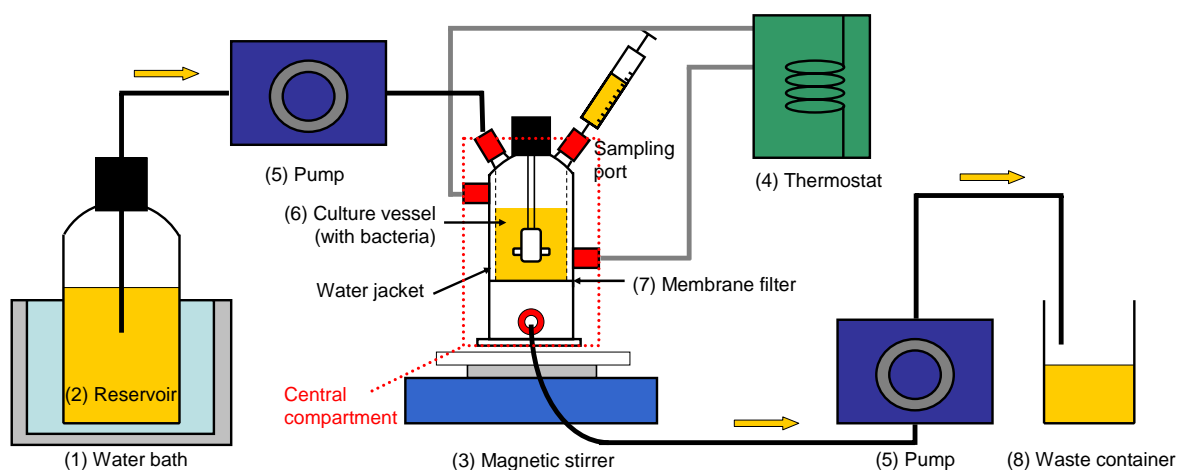 (5) Pump
Sampling
port
(4) Thermostat
(6) Culture vessel
(with bacteria)
Water jacket
(7) Membrane filter
(2) Reservoir
Central
compartment
(1) Water bath
(3) Magnetic stirrer
(5) Pump
(8) Waste container